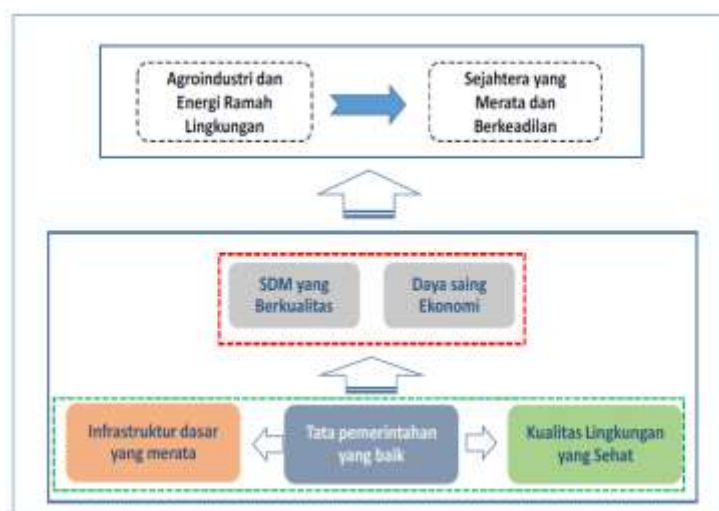 Agroindustri dan
Energi Ramah
Lingkungan
Sejahtera yang
Merata dan
Berkeadilan
SDM yang
Berkualitas
Daya saing
Ekonomi
Infrastruktur dasar
yang merata
Tata pemerintahan
yang baik
Kualitas Lingkungan
yang Sehat